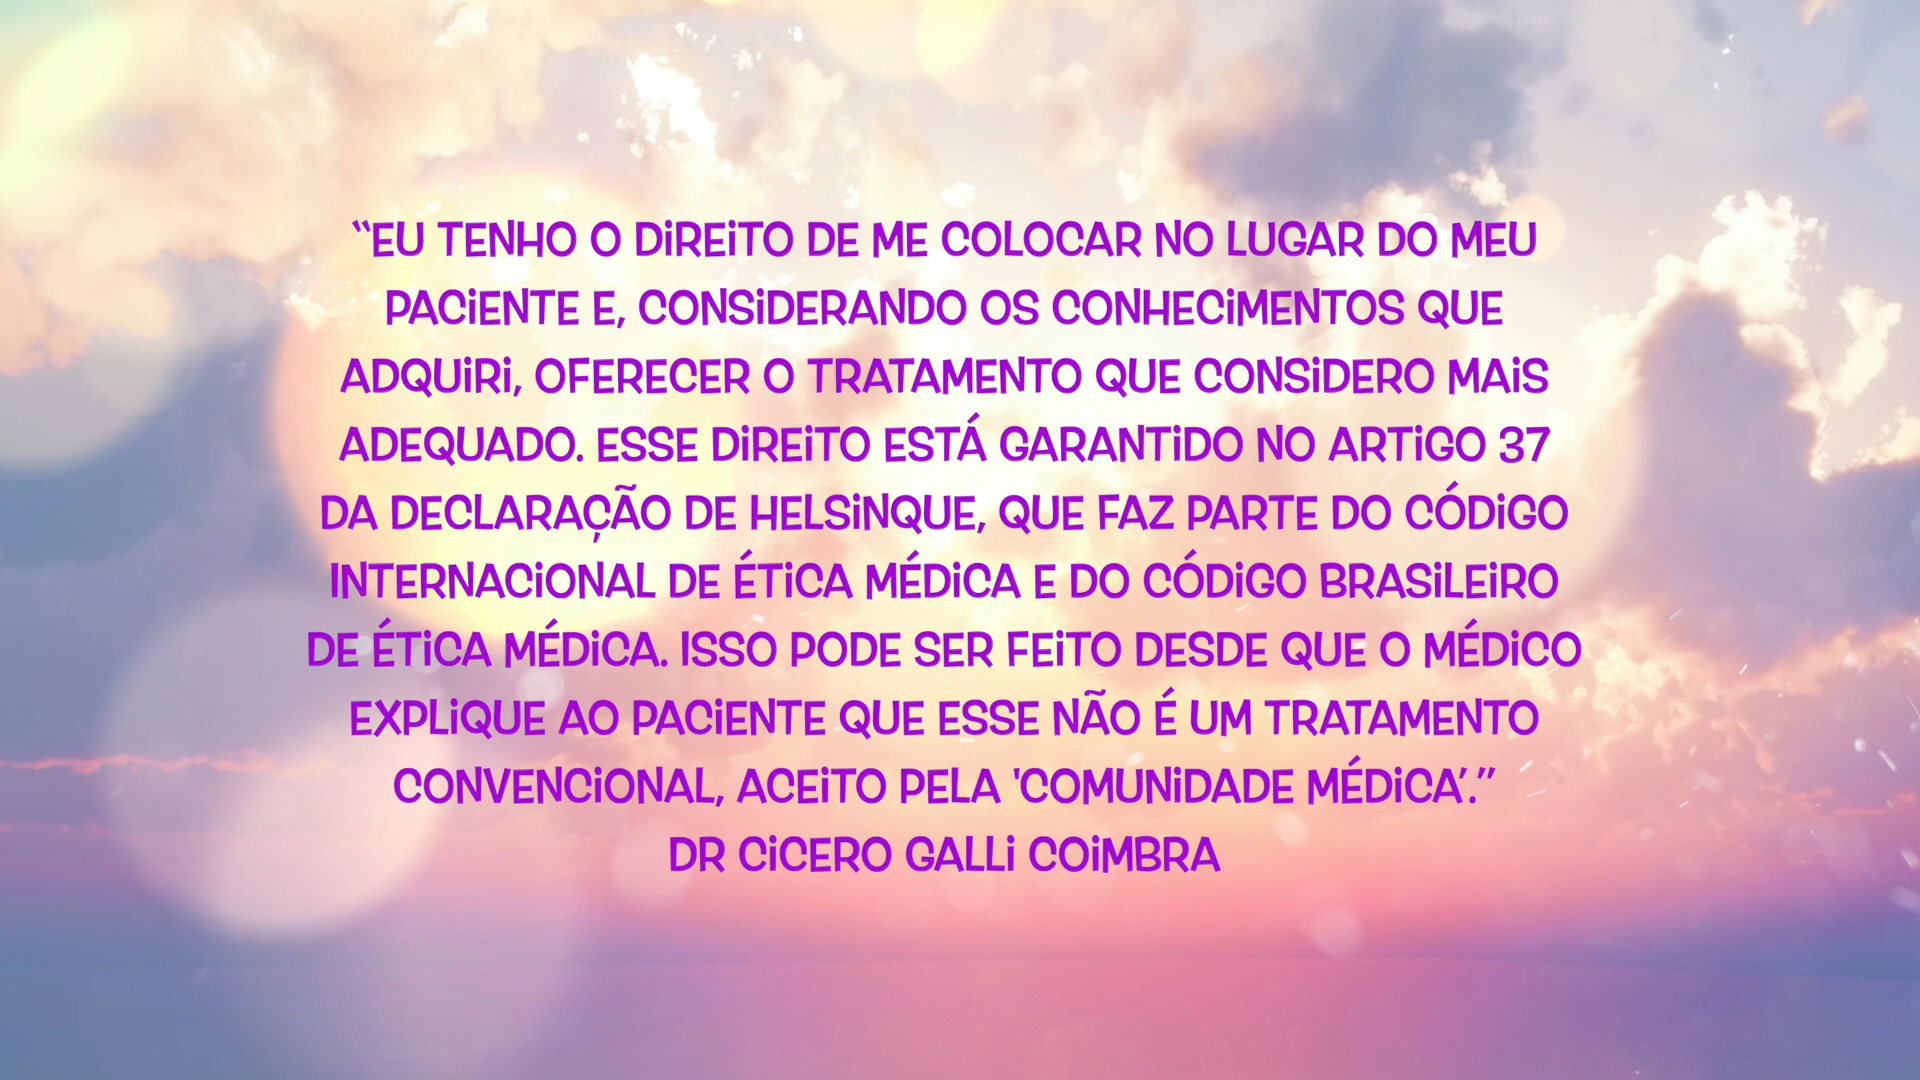 “EU TENHO O DIREITO DE ME COLOCAR NO LUGAR DO MEU
PACIENTE E, CONSIDERANDO OS CONHECIMENTOS QUE
ADQUIRI, OFERECER O TRATAMENTO QUE CONSIDERO MAIS
ADEQUADO. ESSE DIREITO ESTÁ GARANTIDO NO ARTIGO 37
DA DECLARAÇÃO DE HELSINQUE, QUE FAZ PARTE DO CÓDIGO
INTERNACIONAL DE ÉTICA MÉDICA E DO CÓDIGO BRASILEIRO
DE ÉTICA MÉDICA. ISSO PODE SER FEITO DESDE QUE O MÉDICO
EXPLIQUE AO PACIENTE QUE ESSE NÃO É UM TRATAMENTO
CONVENCIONAL, ACEITO PELA 'COMUNIDADE MÉDICA’.”
DR CICERO GALLI COIMBRA